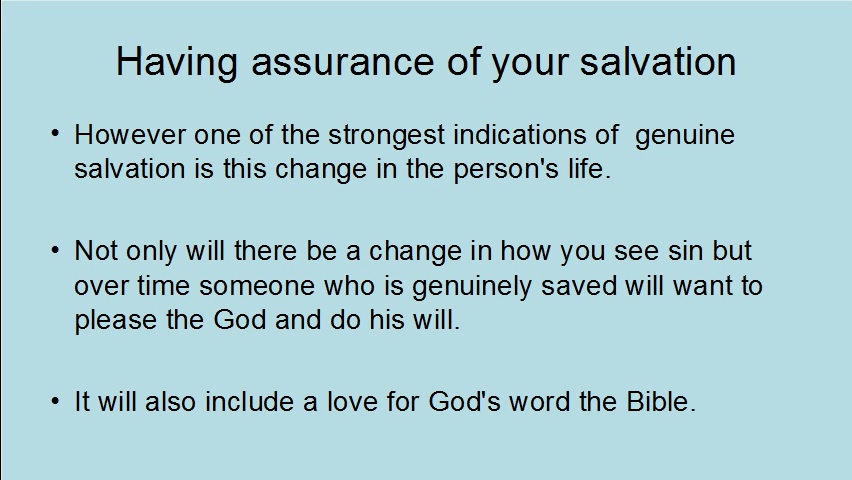 Having assurance of your salvation
• However one of the strongest indications of  genuine
salvation is this change in the person's life.
• Not only will there be a change in how you see sin but
over time someone who is genuinely saved will want to
please the God and do his will.
• It will also include a love for God's word the Bible.